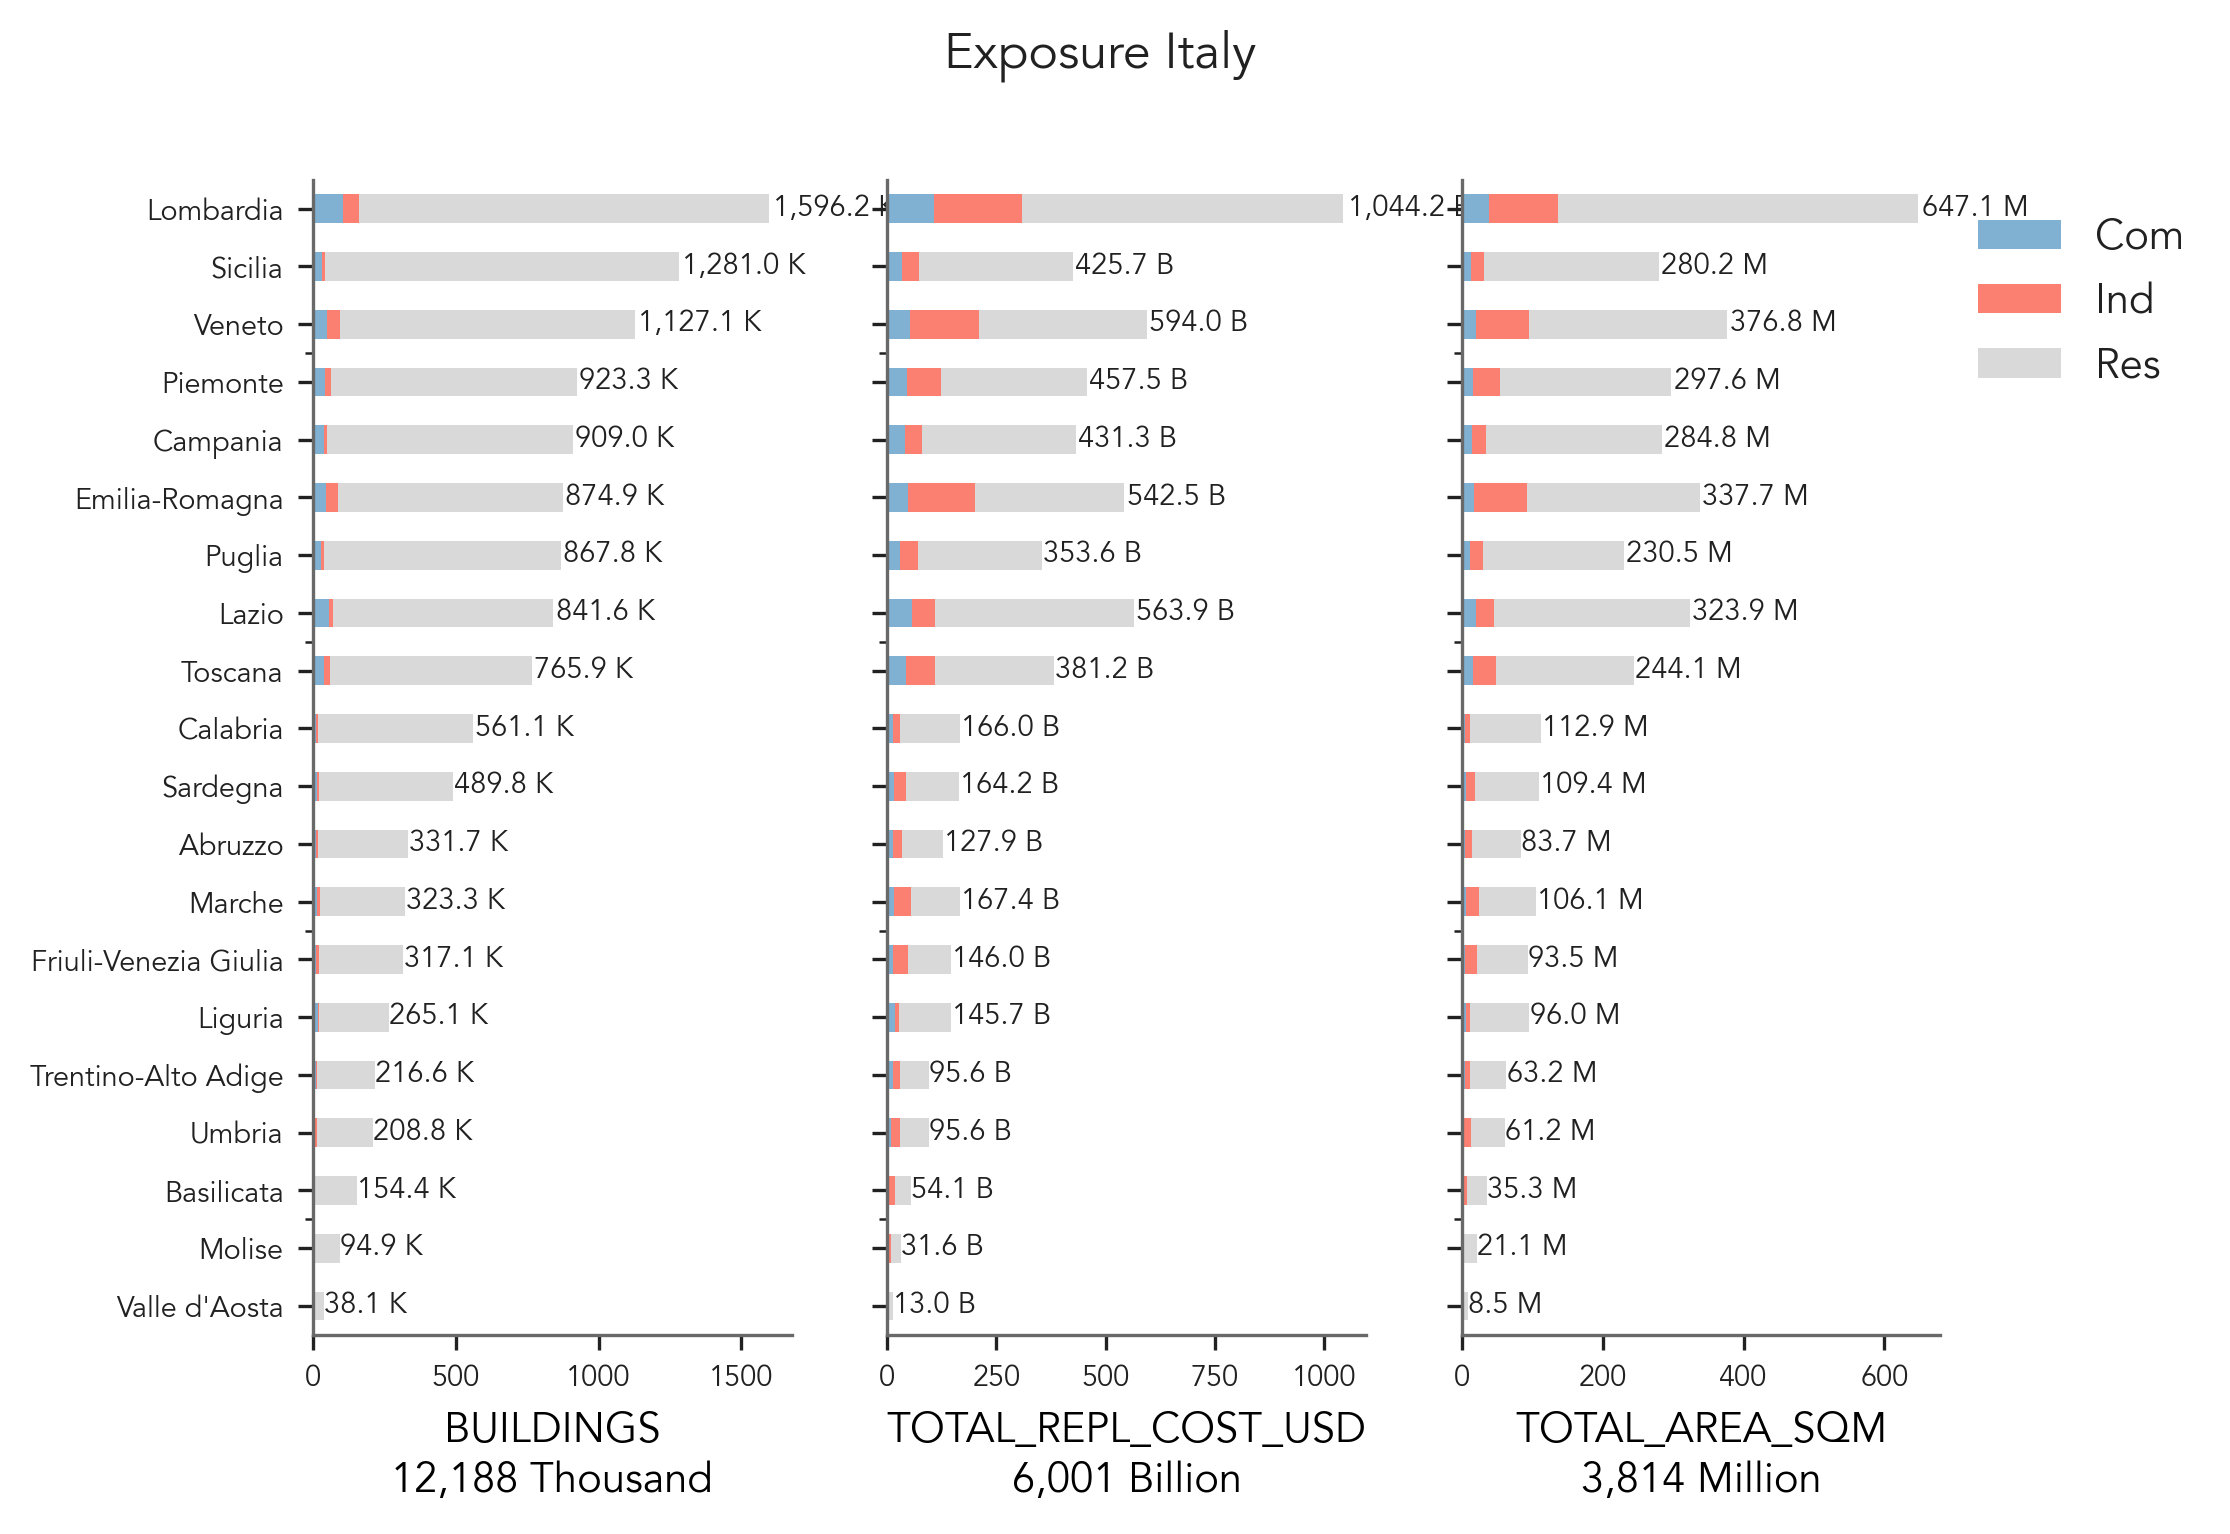 Exposure Italy
Lombardia 1,596.2 1,044.2 647.1 M
Sicilia 1,281.0 K 425.7 B 280.2 M
Veneto 1,127.1 K 594.0 B 376.8 M
Piemonte 923.3 K 457.5 B 297.6 M
Campania 909.0 K 431.3 B 284.8 M
Emilia-Romagna 874.9 K 542.5 B 337.7 M
Puglia 867.8 K 353.6 B 230.5 M
Lazio 841.6 K 563.9 B 323.9 M
Toscana 765.9 K 381.2 B 244.1 M
Calabria 561.1 K 166.0 B 112.9 M
Sardegna 489.8 K 164.2 B 109.4 M
Abruzzo 331.7 K 127.9 B 83.7 M
Marche 323.3 K 167.4 B 106.1 M
Friuli-Venezia Giulia 317.1 K 146.0 B 93.5 M
Liguria 265.1 K 145.7 B 96.0 M
Trentino-Alto Adige 216.6 K 95.6 B 63.2 M
Umbria 208.8 K 95.6 B 61.2 M
Basilicata 154.4 K 54.1 B 35.3 M
Molise 94.9 K 31.6 B 21.1 M
Valle d'Aosta 38.1 K 13.0 B 8.5 M
0 500 1000 1500 0 250 500 750 1000 0 200 400 600
BUILDINGS
12,188 Thousand
TOTAL_REPL_COST_USD
6,001 Billion
TOTAL_AREA_SQM
3,814 Million
Com
Ind
Res